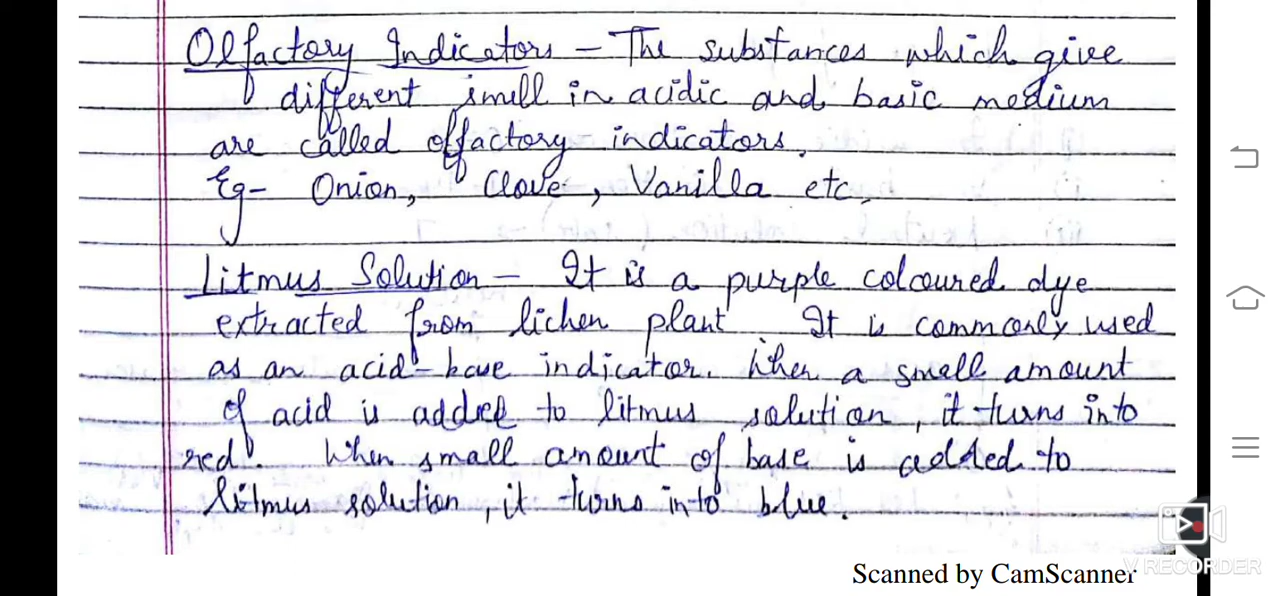 Olfactory Indicators – The substances which give
different smell in acidic and basic medium
are called olfactory indicators.
Eg- Onion, Clove, Vanilla etc.
Litmus Solution – It is a purple coloured dye
extracted from lichen plant It is commonly used
as an acid-base indicator. When a small amount
of acid is added to litmus solution, it turns into
red. When small amount of base is added to
litmus solution, it turns into blue.
V RECORDER
Scanned by CamScanner